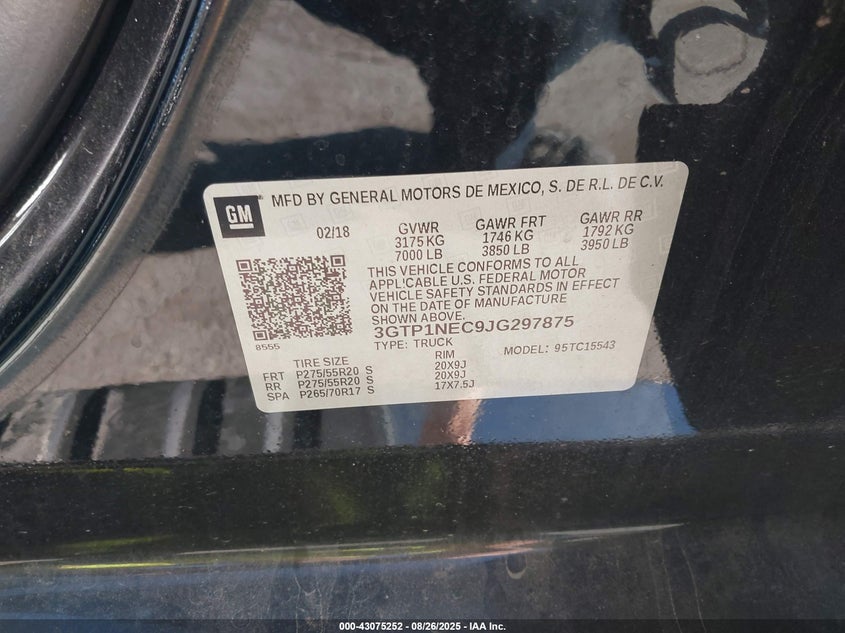 GM
MFD BY GENERAL MOTORS DE MEXICO, S. DE R.L. DE C.V.
02/18 GVWR GAWR FRT GAWR RR
3175 KG 1746 KG 1792 KG
7000 LB 3850 LB 3950 LB
THIS VEHICLE CONFORMS TO ALL
APPLICABLE U.S. FEDERAL MOTOR
VEHICLE SAFETY STANDARDS IN EFFECT
ON THE DATE OF MANUFACTURE
SHOWN ABOVE.
3GTP1NEC9JG297875
8555
TYPE: TRUCK MODEL: 95TC15543
TIRE SIZE RIM
FRT P275/55R20 S 20X9J
RR P275/55R20 S 20X9J
SPA P265/70R17 S 17X7.5J
000-43075252 | 08/26/2025 - IAA Inc.